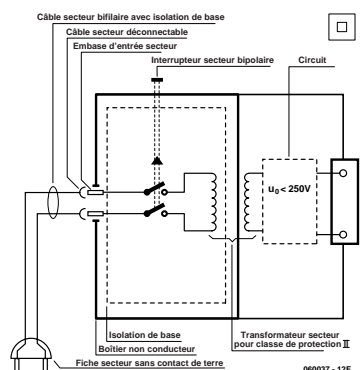 Câble secteur bifilaire avec isolation de base
Câble secteur déconnectable
Embase d'entrée secteur
Interrupteur secteur bipolaire
Circuit
u0 < 250V
Isolation de base
Boîtier non conducteur
Fiche secteur sans contact de terre
Transformateur secteur
pour classe de protection II
060037 - 12F